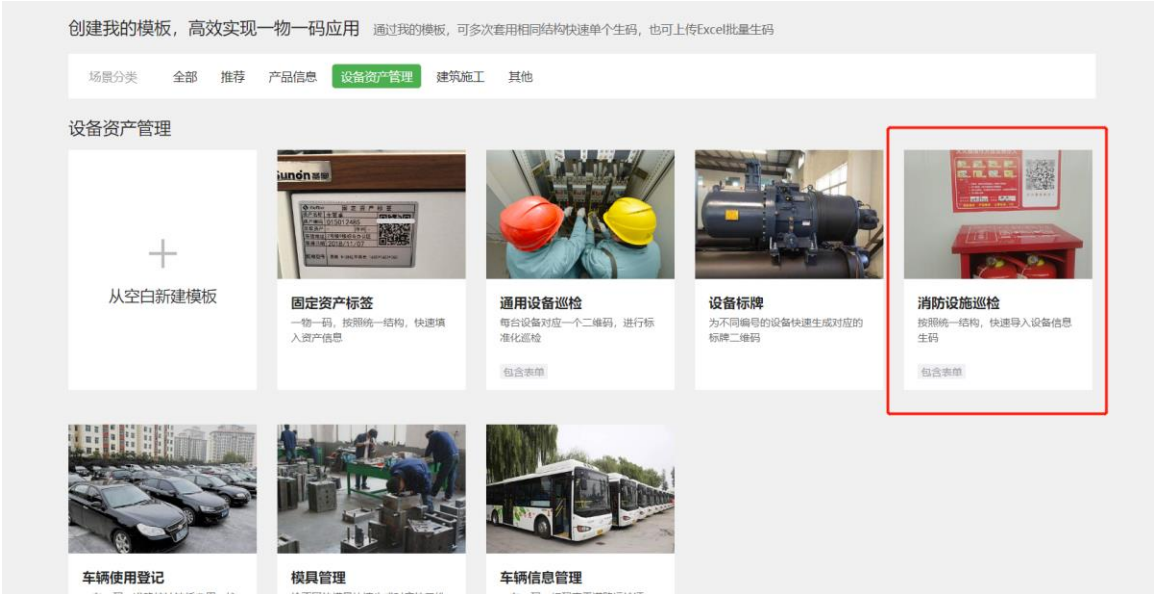 创建我的模板，高效实现一物一码应用 通过我的模板，可多次套用相同结构快速单个生码，也可上传Excel批量生码
场景分类 全部 推荐 产品信息 设备资产管理 建筑施工 其他
设备资产管理
从空白新建模板
固定资产标签
2018/11/07
固定资产标签
一物一码，按照统一结构，快速填
入资产信息
通用设备巡检
每台设备对应一个二维码，进行标
准化巡检
包含表单
设备标牌
为不同编号的设备快速生成对应的
标牌二维码
消防设施巡检
按照统一结构，快速导入设备信息
生码
包含表单
车辆使用登记
模具管理
车辆信息管理